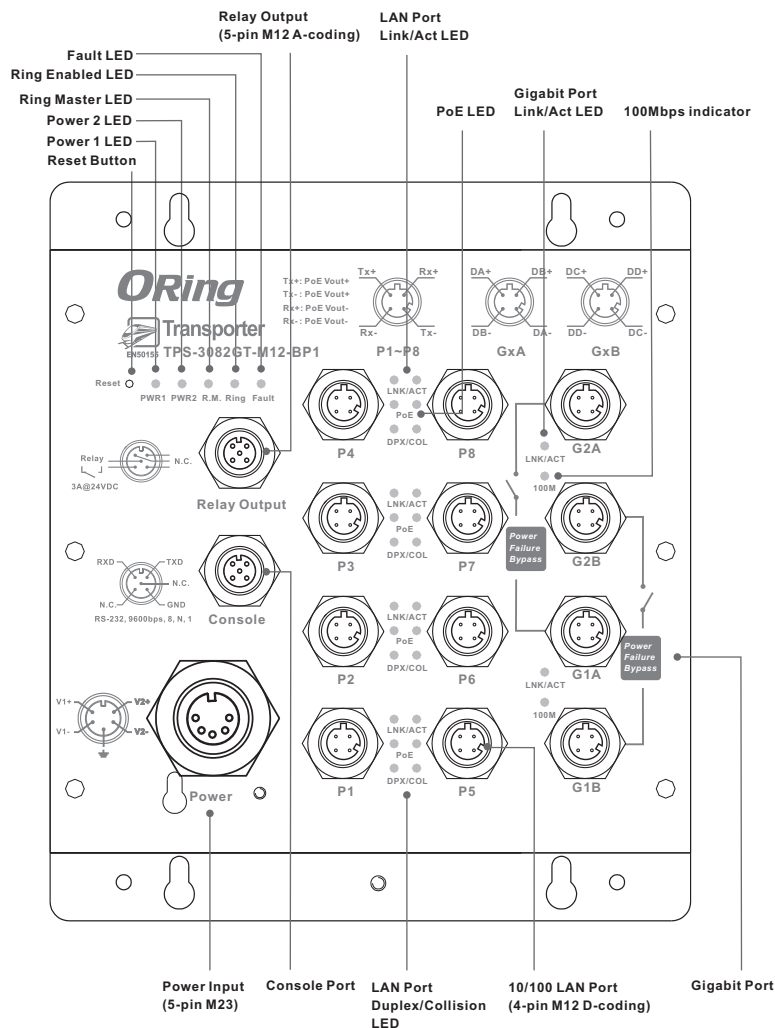 Relay Output
(5-pin M12 A-coding)
LAN Port
Link/Act LED
Fault LED
Ring Enabled LED
Ring Master LED
Power 2 LED
Power 1 LED
Reset Button
PoE LED
Gigabit Port
Link/Act LED
100Mbps indicator
ORing
Transporter
EN50155
TPS-3082GT-M12-BP1
Tx+: PoE Vout+
Tx- : PoE Vout+
Rx+: PoE Vout-
Rx- : PoE Vout-
Tx+ Rx+
Rx- Tx-
P1~P8
DA+ DB+
DB- DA-
GxA
DC+ DD+
DD- DC-
GxB
Reset
PWR1 PWR2 R.M. Ring Fault
LNK/ACT
PoE
DPX/COL
P4 P8
G2A
LNK/ACT
100M
Relay
N.C.
3A@24VDC
Relay Output
LNK/ACT
PoE
DPX/COL
P3 P7
Power
Failure
Bypass
G2B
RXD TXD
N.C.
N.C. GND
RS-232, 9600bps, 8, N, 1
Console
LNK/ACT
PoE
DPX/COL
P2 P6
G1A
Power
Failure
Bypass
LNK/ACT
100M
V1+ V2+
V1- V2-
Power
LNK/ACT
PoE
DPX/COL
P1 P5
G1B
Power Input
(5-pin M23)
Console Port
LAN Port
Duplex/Collision
LED
10/100 LAN Port
(4-pin M12 D-coding)
Gigabit Port